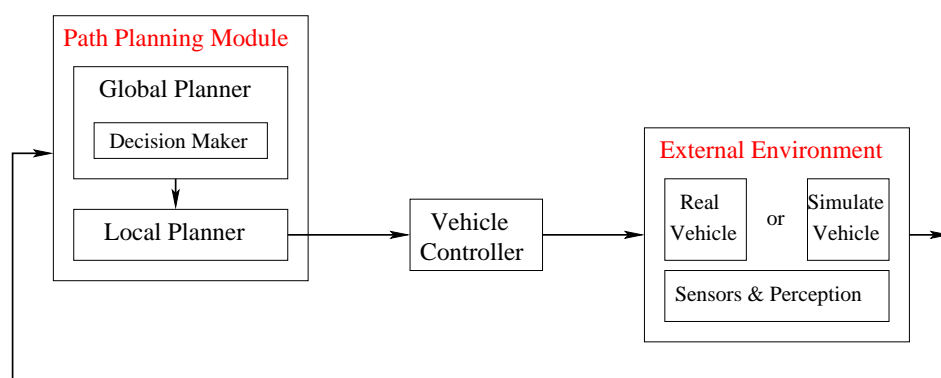 Path Planning Module
Global Planner
Decision Maker
Local Planner
Vehicle
Controller
External Environment
Real
Vehicle
or
Simulate
Vehicle
Sensors & Perception